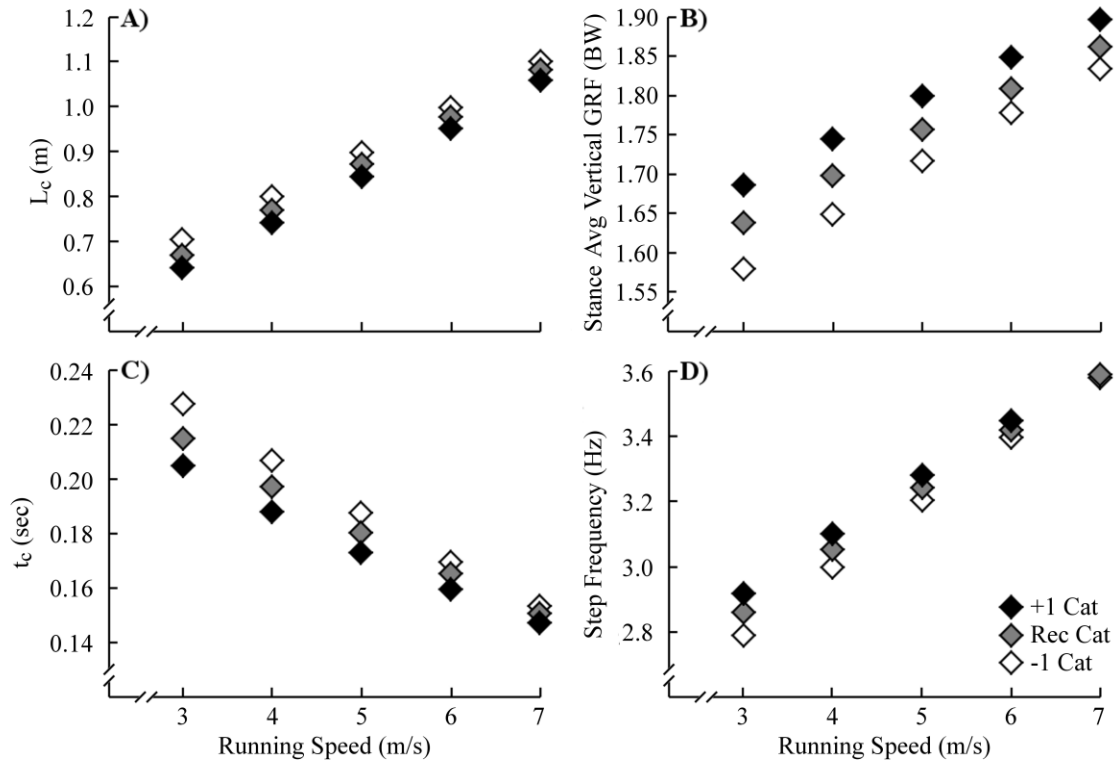 A)
L_c (m)
1.2
1.1
1.0
0.9
0.8
0.7
0.6
B)
Stance Avg Vertical GRF (BW)
1.90
1.85
1.80
1.75
1.70
1.65
1.60
1.55
C)
t_c (sec)
0.24
0.22
0.20
0.18
0.16
0.14
3 4 5 6 7
Running Speed (m/s)
D)
Step Frequency (Hz)
3.6
3.4
3.2
3.0
2.8
+1 Cat
Rec Cat
-1 Cat
3 4 5 6 7
Running Speed (m/s)